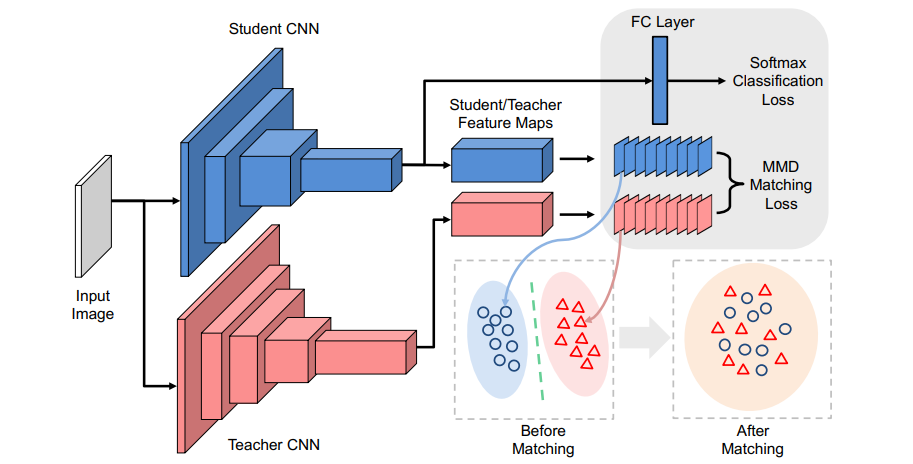 Student CNN
FC Layer
Softmax
Classification
Loss
Student/Teacher
Feature Maps
MMD
Matching
Loss
Input
Image
Teacher CNN
Before
Matching
After
Matching